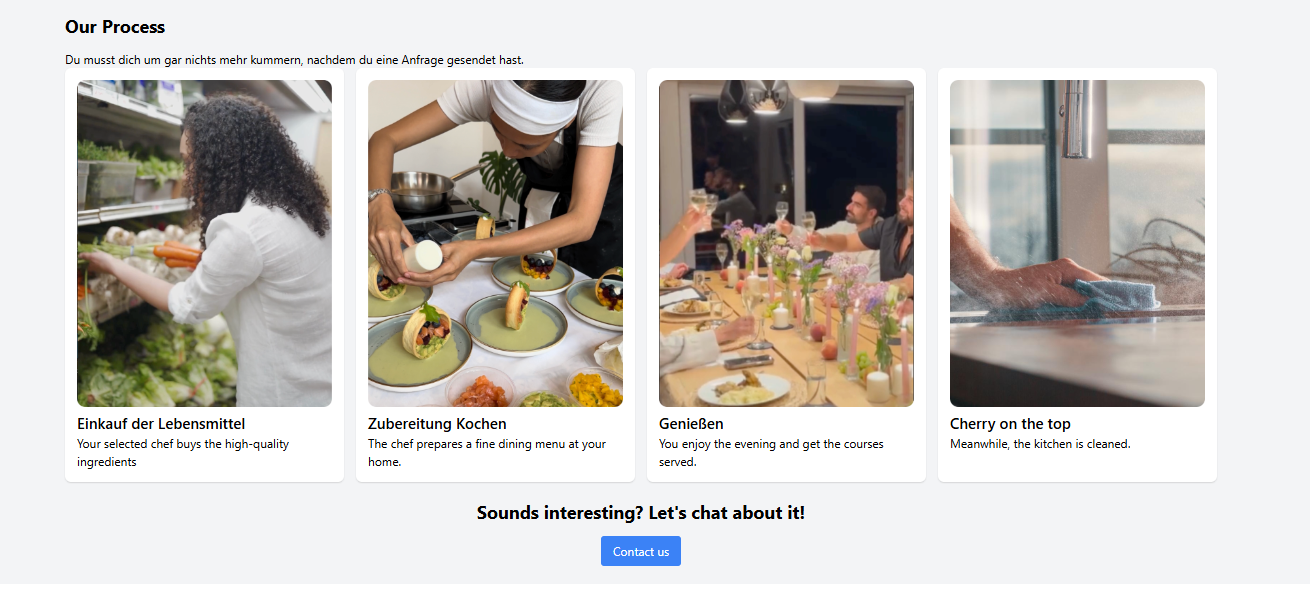 Our Process
Du musst dich um gar nichts mehr kummern, nachdem du eine Anfrage gesendet hast.
Einkauf der Lebensmittel
Your selected chef buys the high-quality
ingredients
Zubereitung Kochen
The chef prepares a fine dining menu at your
home.
Genießen
You enjoy the evening and get the courses
served.
Cherry on the top
Meanwhile, the kitchen is cleaned.
Sounds interesting? Let's chat about it!
Contact us